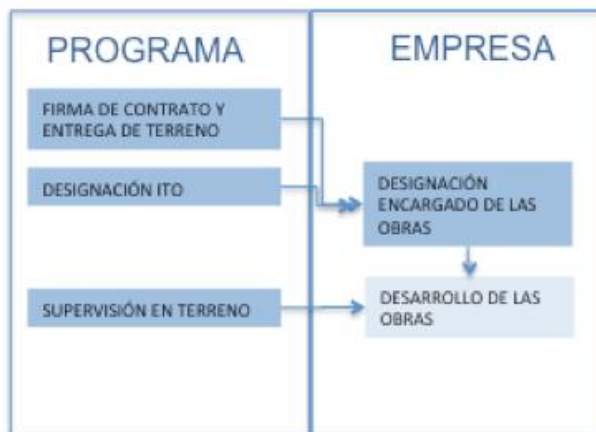 PROGRAMA
FIRMA DE CONTRATO Y
ENTREGA DE TERRENO
DESIGNACIÓN ITO
SUPERVISIÓN EN TERRENO
EMPRESA
DESIGNACIÓN
ENCARGADO DE LAS
OBRAS
DESARROLLO DE LAS
OBRAS